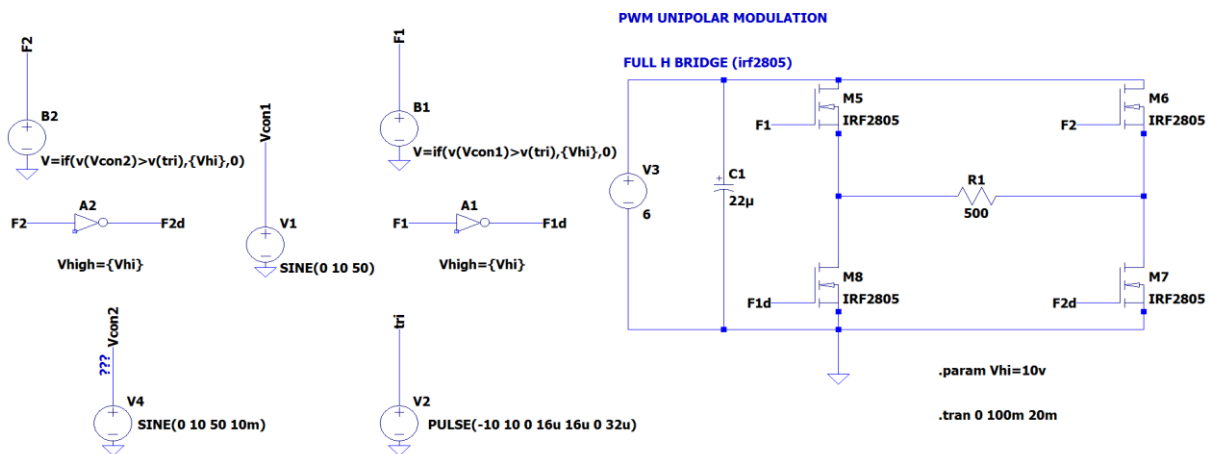 PWM UNIPOLAR MODULATION
FULL H BRIDGE (irf2805)
F2
B2
V=if(v(Vcon2)>v(tri),{Vhi},0)
F1
B1
V=if(v(Vcon1)>v(tri),{Vhi},0)
Vcon1
V1
SINE(0 10 50)
F2
A2
F2d
Vhigh={Vhi}
F1
A1
F1d
Vhigh={Vhi}
Vcon2
???
V4
SINE(0 10 50 10m)
tri
V2
PULSE(-10 10 0 16u 16u 0 32u)
V3
6
C1
22µ
F1
M5
IRF2805
F2
M6
IRF2805
R1
500
F1d
M8
IRF2805
F2d
M7
IRF2805
.param Vhi=10v
.tran 0 100m 20m